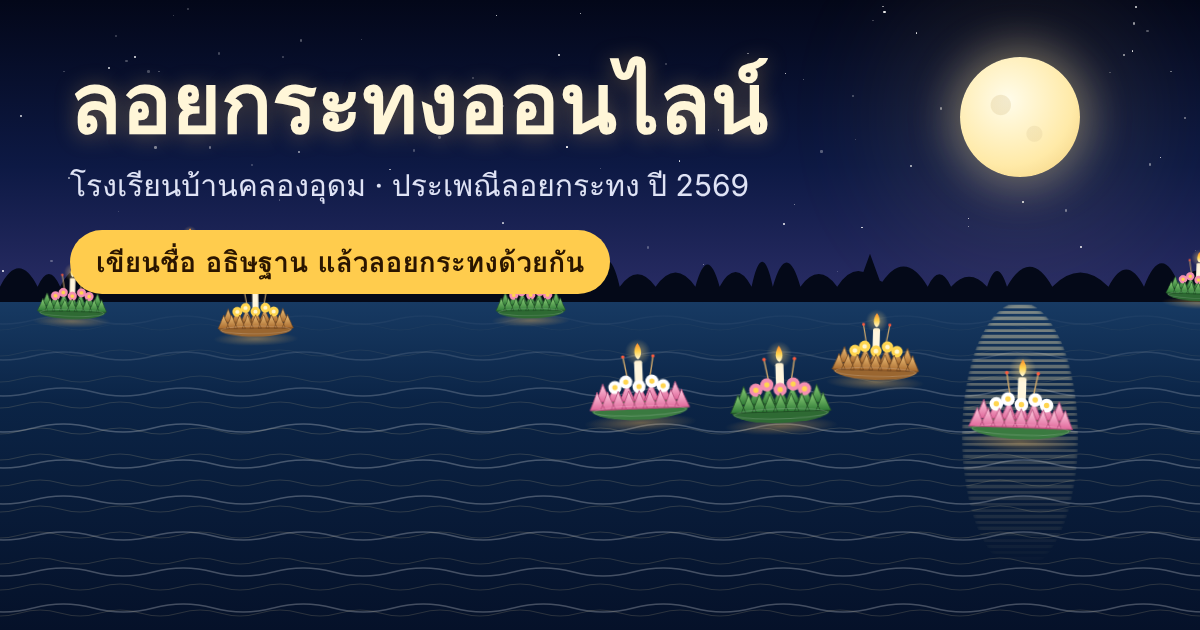 ลอยกระทงออนไลน์
โรงเรียนบ้านคลองอุดม · ประเพณีลอยกระทง ปี 2569
เขียนชื่อ อธิษฐาน แล้วลอยกระทงด้วยกัน